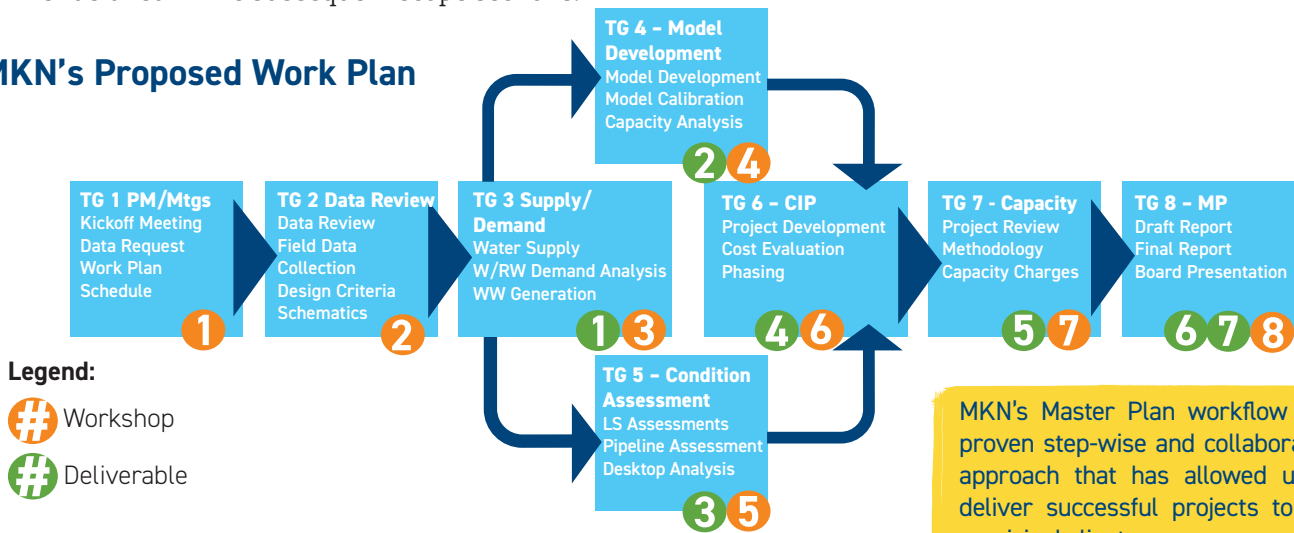 MKN's Proposed Work Plan
TG 4 – Model
Development
Model Development
Model Calibration
Capacity Analysis
2 4
TG 1 PM/Mtgs
Kickoff Meeting
Data Request
Work Plan
Schedule
1
TG 2 Data Review
Data Review
Field Data
Collection
Design Criteria
Schematics
2
TG 3 Supply/
Demand
Water Supply
W/RW Demand Analysis
WW Generation
1 3
TG 6 – CIP
Project Development
Cost Evaluation
Phasing
4 6
TG 7 - Capacity
Project Review
Methodology
Capacity Charges
5 7
TG 8 – MP
Draft Report
Final Report
Board Presentation
6 7 8
TG 5 – Condition
Assessment
LS Assessments
Pipeline Assessment
Desktop Analysis
3 5
Legend:
# Workshop
# Deliverable
MKN's Master Plan workflow
proven step-wise and
approach that has allowed
deliver successful projects to